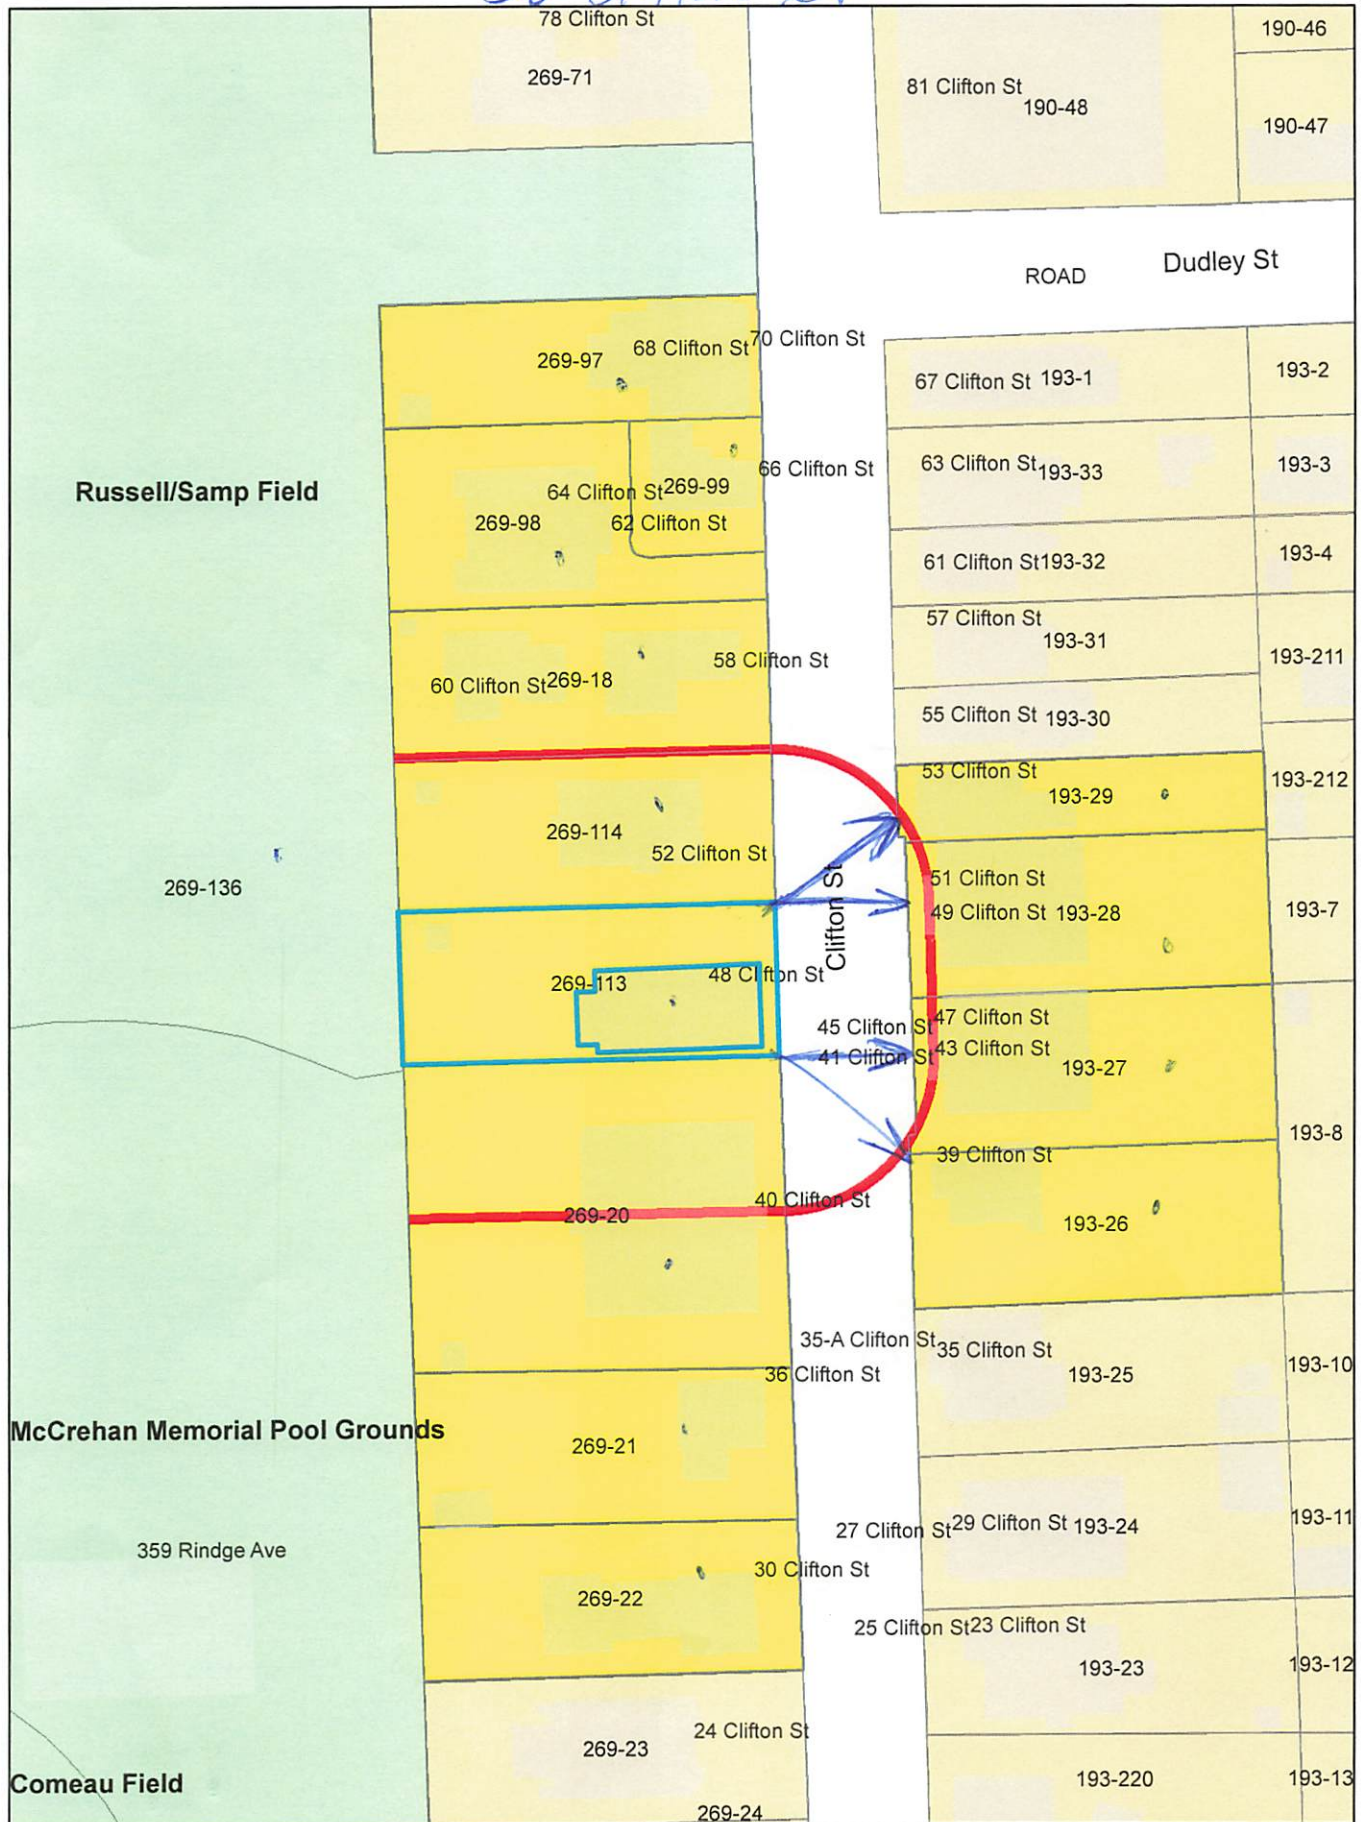 78 Clifton St
269-71
81 Clifton St
190-48
190-46
190-47
ROAD
Dudley St
269-97
68 Clifton St
70 Clifton St
67 Clifton St
193-1
193-2
Russell/Samp Field
64 Clifton St
269-99
66 Clifton St
269-98
62 Clifton St
63 Clifton St
193-33
193-3
61 Clifton St
193-32
193-4
57 Clifton St
193-31
193-211
58 Clifton St
60 Clifton St
269-18
55 Clifton St
193-30
53 Clifton St
193-29
193-212
269-114
52 Clifton St
269-136
Clifton St
51 Clifton St
49 Clifton St
193-28
193-7
269-113
48 Clifton St
45 Clifton St
47 Clifton St
41 Clifton St
43 Clifton St
193-27
193-8
39 Clifton St
40 Clifton St
269-20
193-26
35-A Clifton St
35 Clifton St
36 Clifton St
193-25
193-10
McCrehan Memorial Pool Grounds
269-21
27 Clifton St
29 Clifton St
193-24
193-11
359 Rindge Ave
30 Clifton St
269-22
25 Clifton St
23 Clifton St
193-23
193-12
24 Clifton St
269-23
Comeau Field
193-220
193-13
269-24